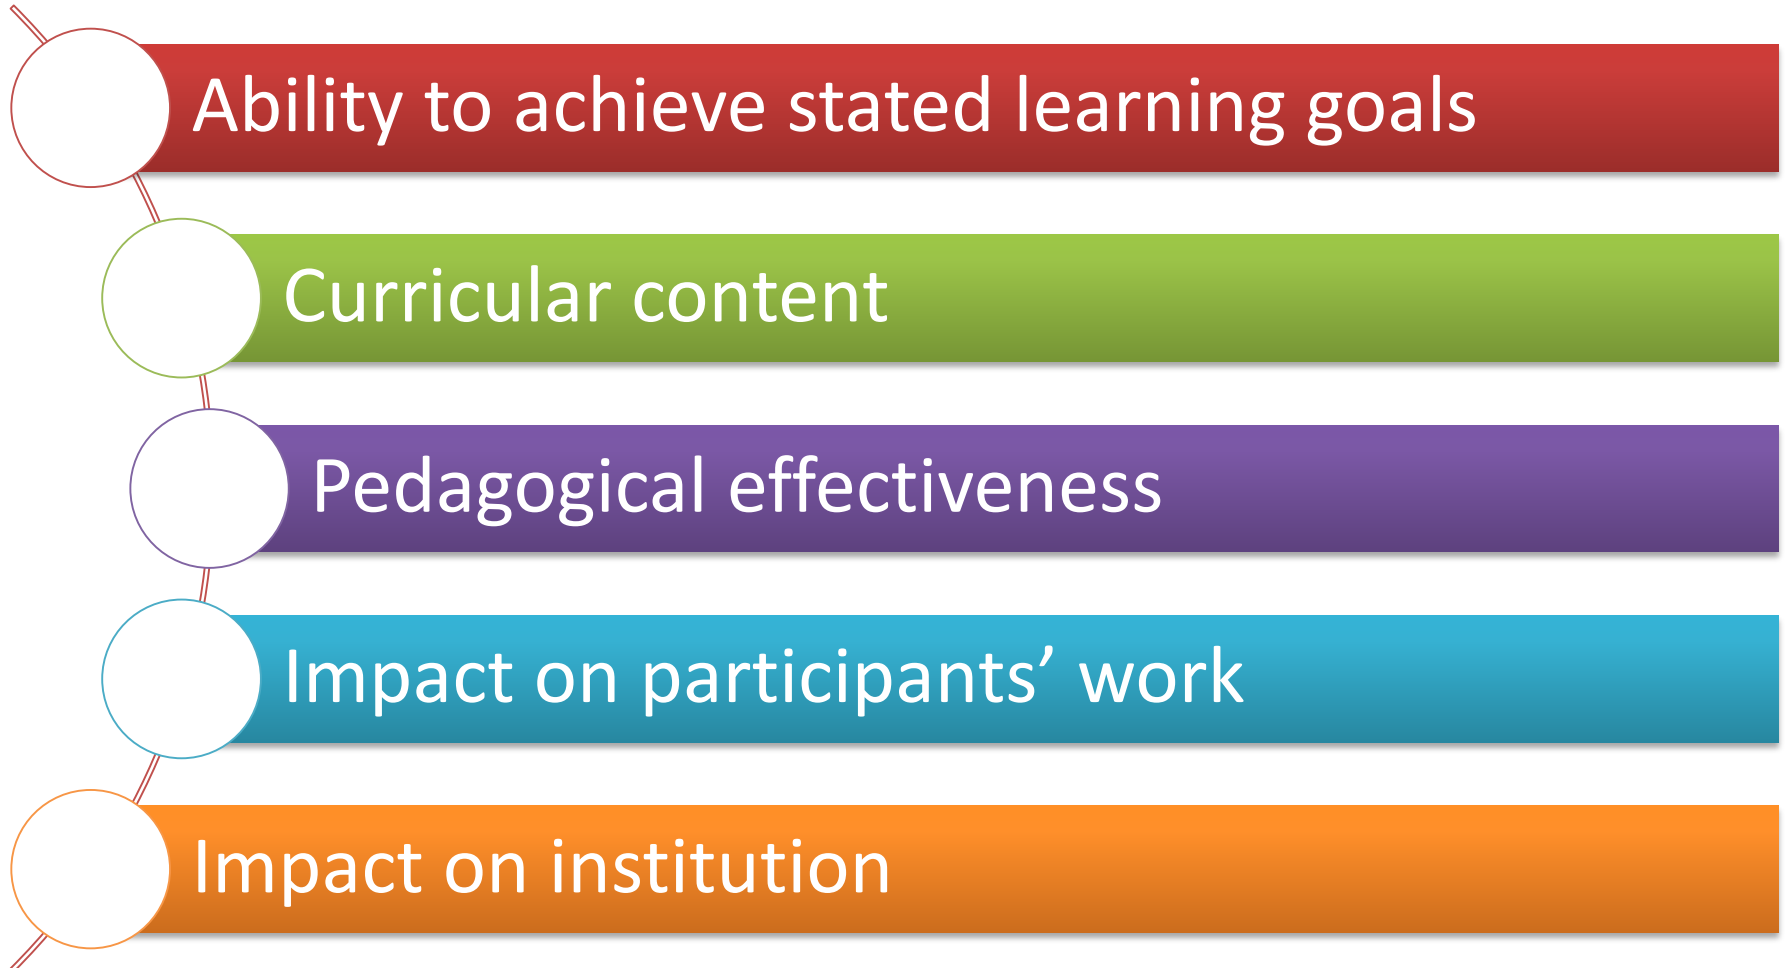 Ability to achieve stated learning goals
Curricular content
Pedagogical effectiveness
Impact on participants’ work
Impact on institution